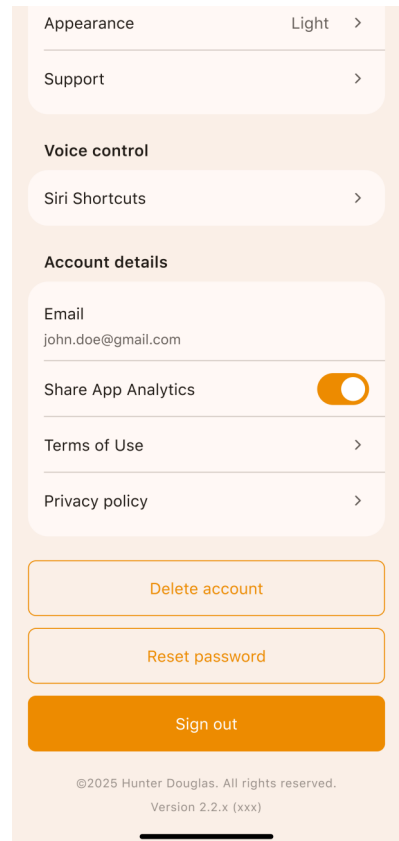 Appearance Light
Support
Voice control
Siri Shortcuts
Account details
Email
john.doe@gmail.com
Share App Analytics
Terms of Use
Privacy policy
Delete account
Reset password
Sign out
©2025 Hunter Douglas. All rights reserved.
Version 2.2.x (xxx)